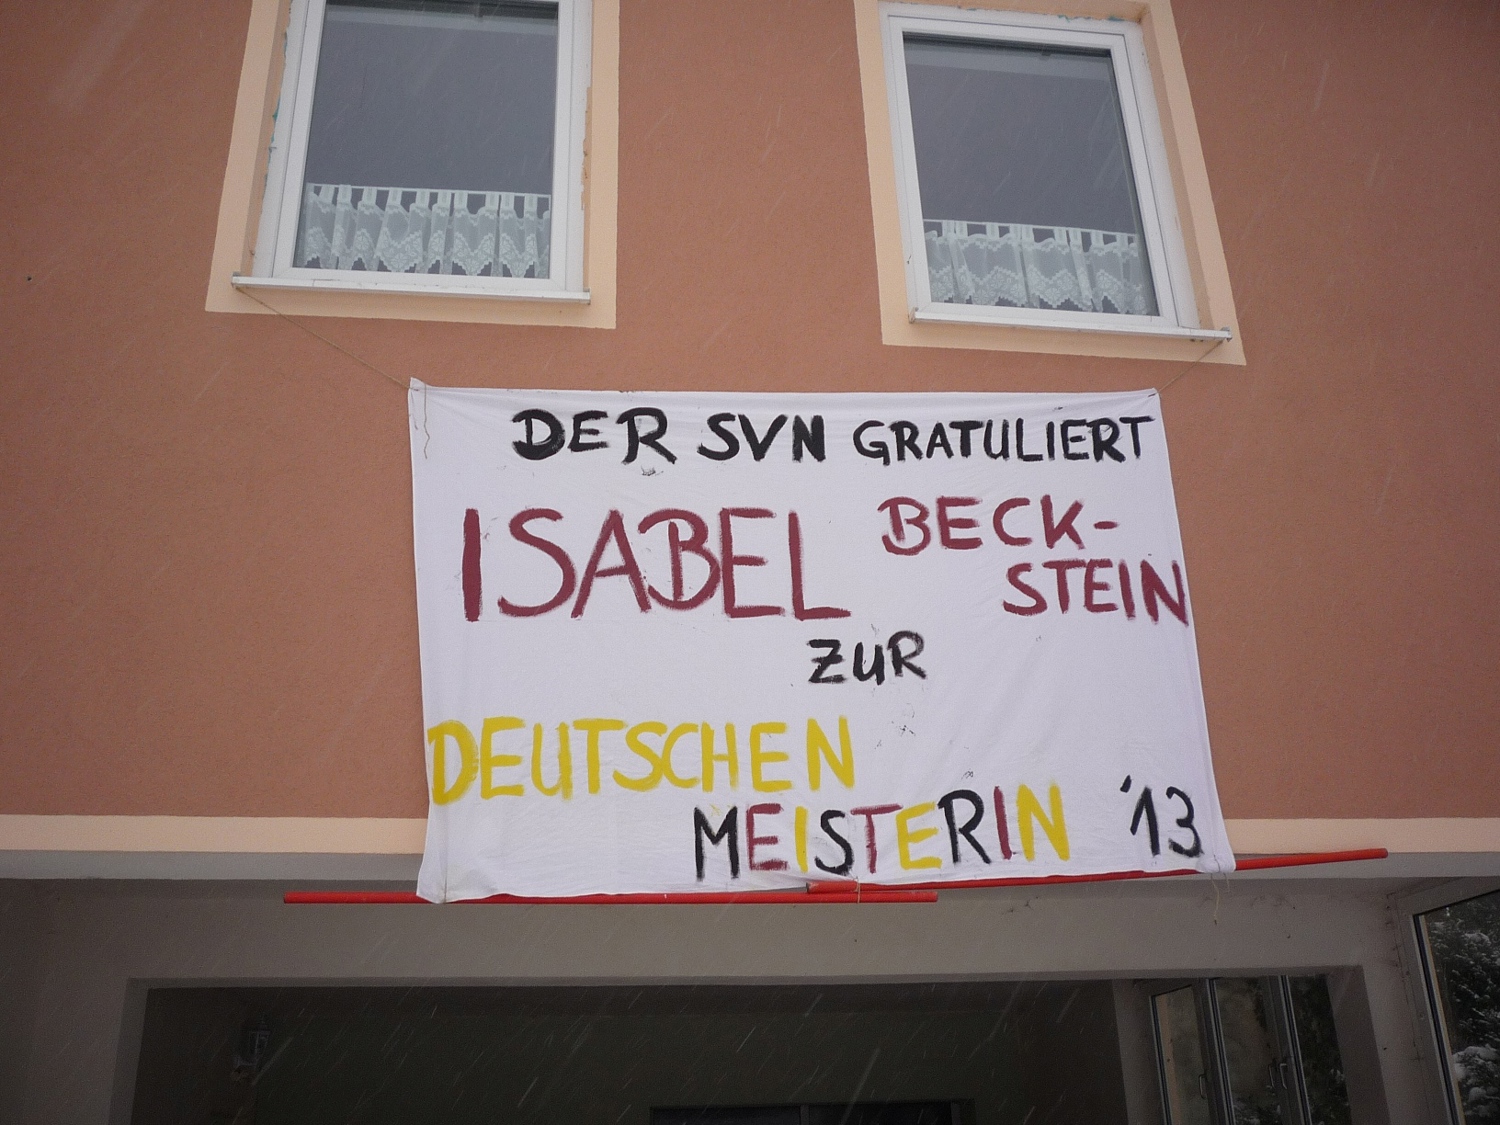 DER SVN GRATULIERT
ISABEL BECK-
STEIN
ZUR
DEUTSCHEN
MEISTERIN '13